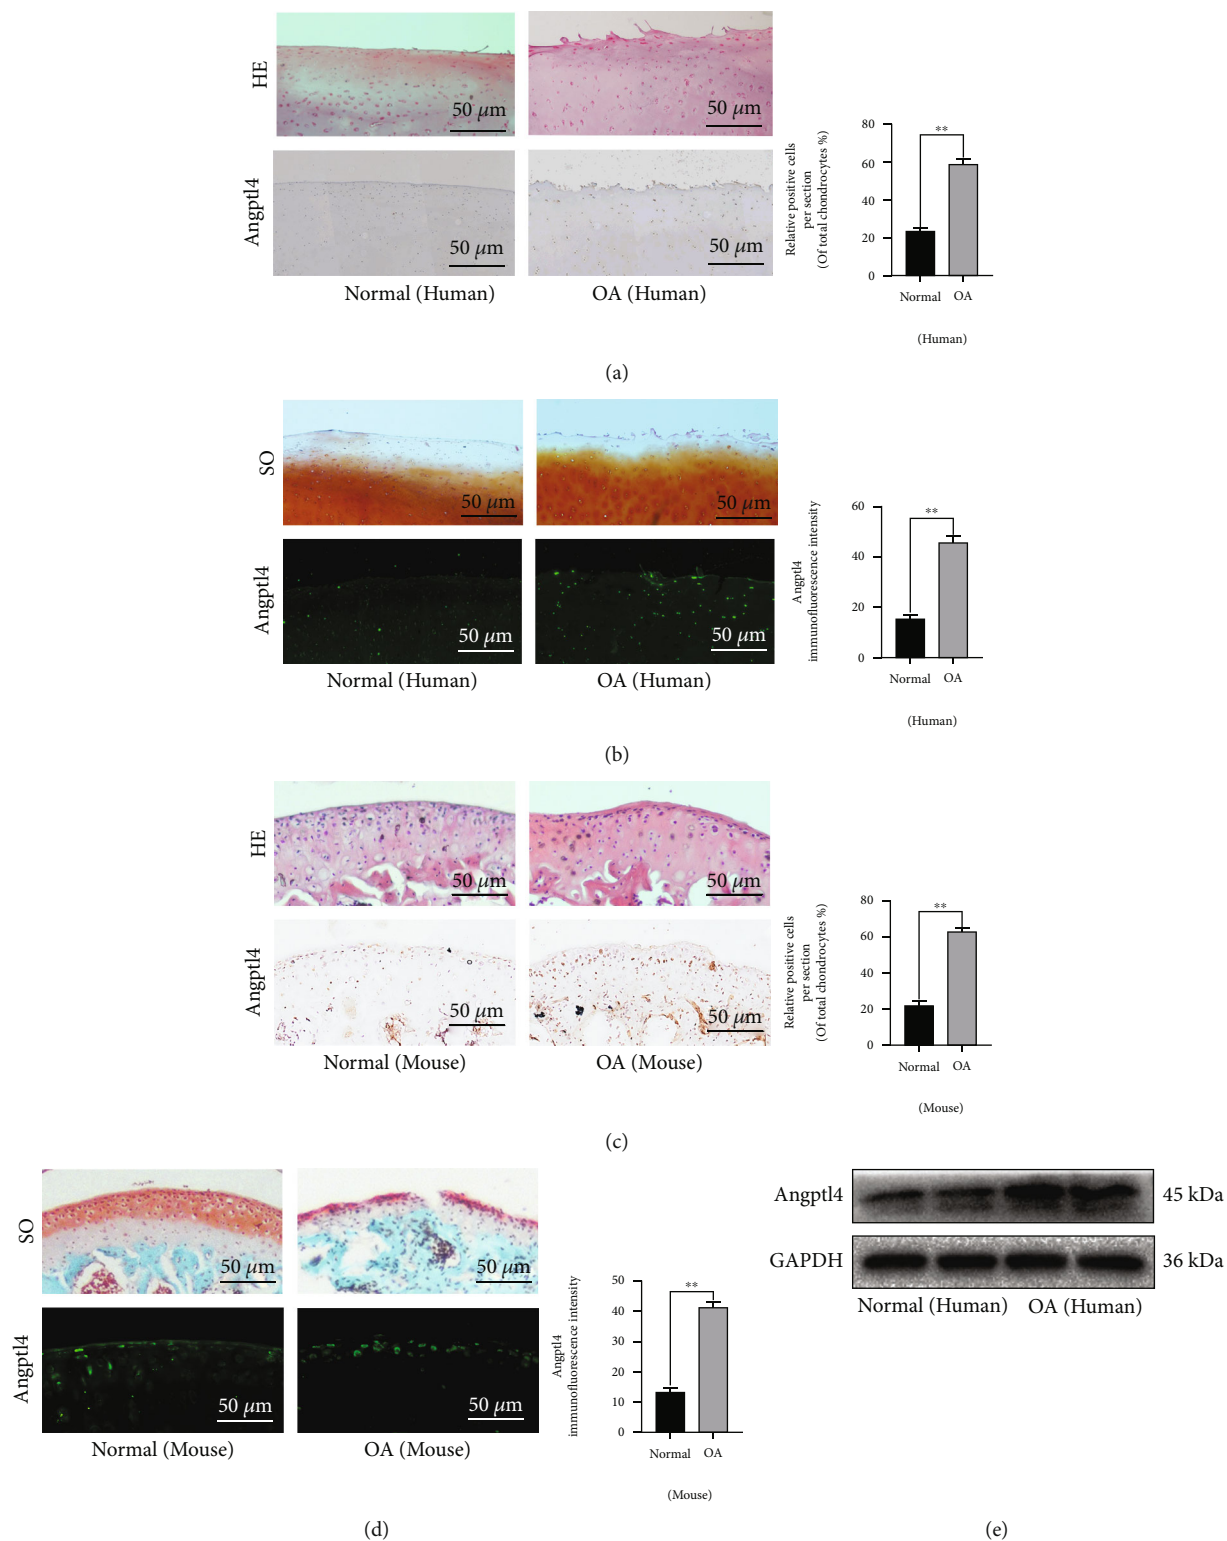 HE
50 μm
50 μm
Angptl4
50 μm
50 μm
Normal (Human)
OA (Human)
Relative positive cells
per section
(Of total chondrocytes %)
80
60
40
20
0
**
Normal
OA
(Human)
(a)
SO
50 μm
50 μm
Angptl4
50 μm
50 μm
Normal (Human)
OA (Human)
Angptl4
immunofluorescence intensity
60
40
20
0
**
Normal
OA
(Human)
(b)
HE
50 μm
50 μm
Angptl4
50 μm
50 μm
Normal (Mouse)
OA (Mouse)
Relative positive cells
per section
(Of total chondrocytes %)
80
60
40
20
0
**
Normal
OA
(Mouse)
(c)
SO
50 μm
50 μm
Angptl4
50 μm
50 μm
Normal (Mouse)
OA (Mouse)
Angptl4
immunofluorescence intensity
50
40
30
20
10
0
**
Normal
OA
(Mouse)
(d)
Angptl4
45 kDa
GAPDH
36 kDa
Normal (Human)
OA (Human)
(e)